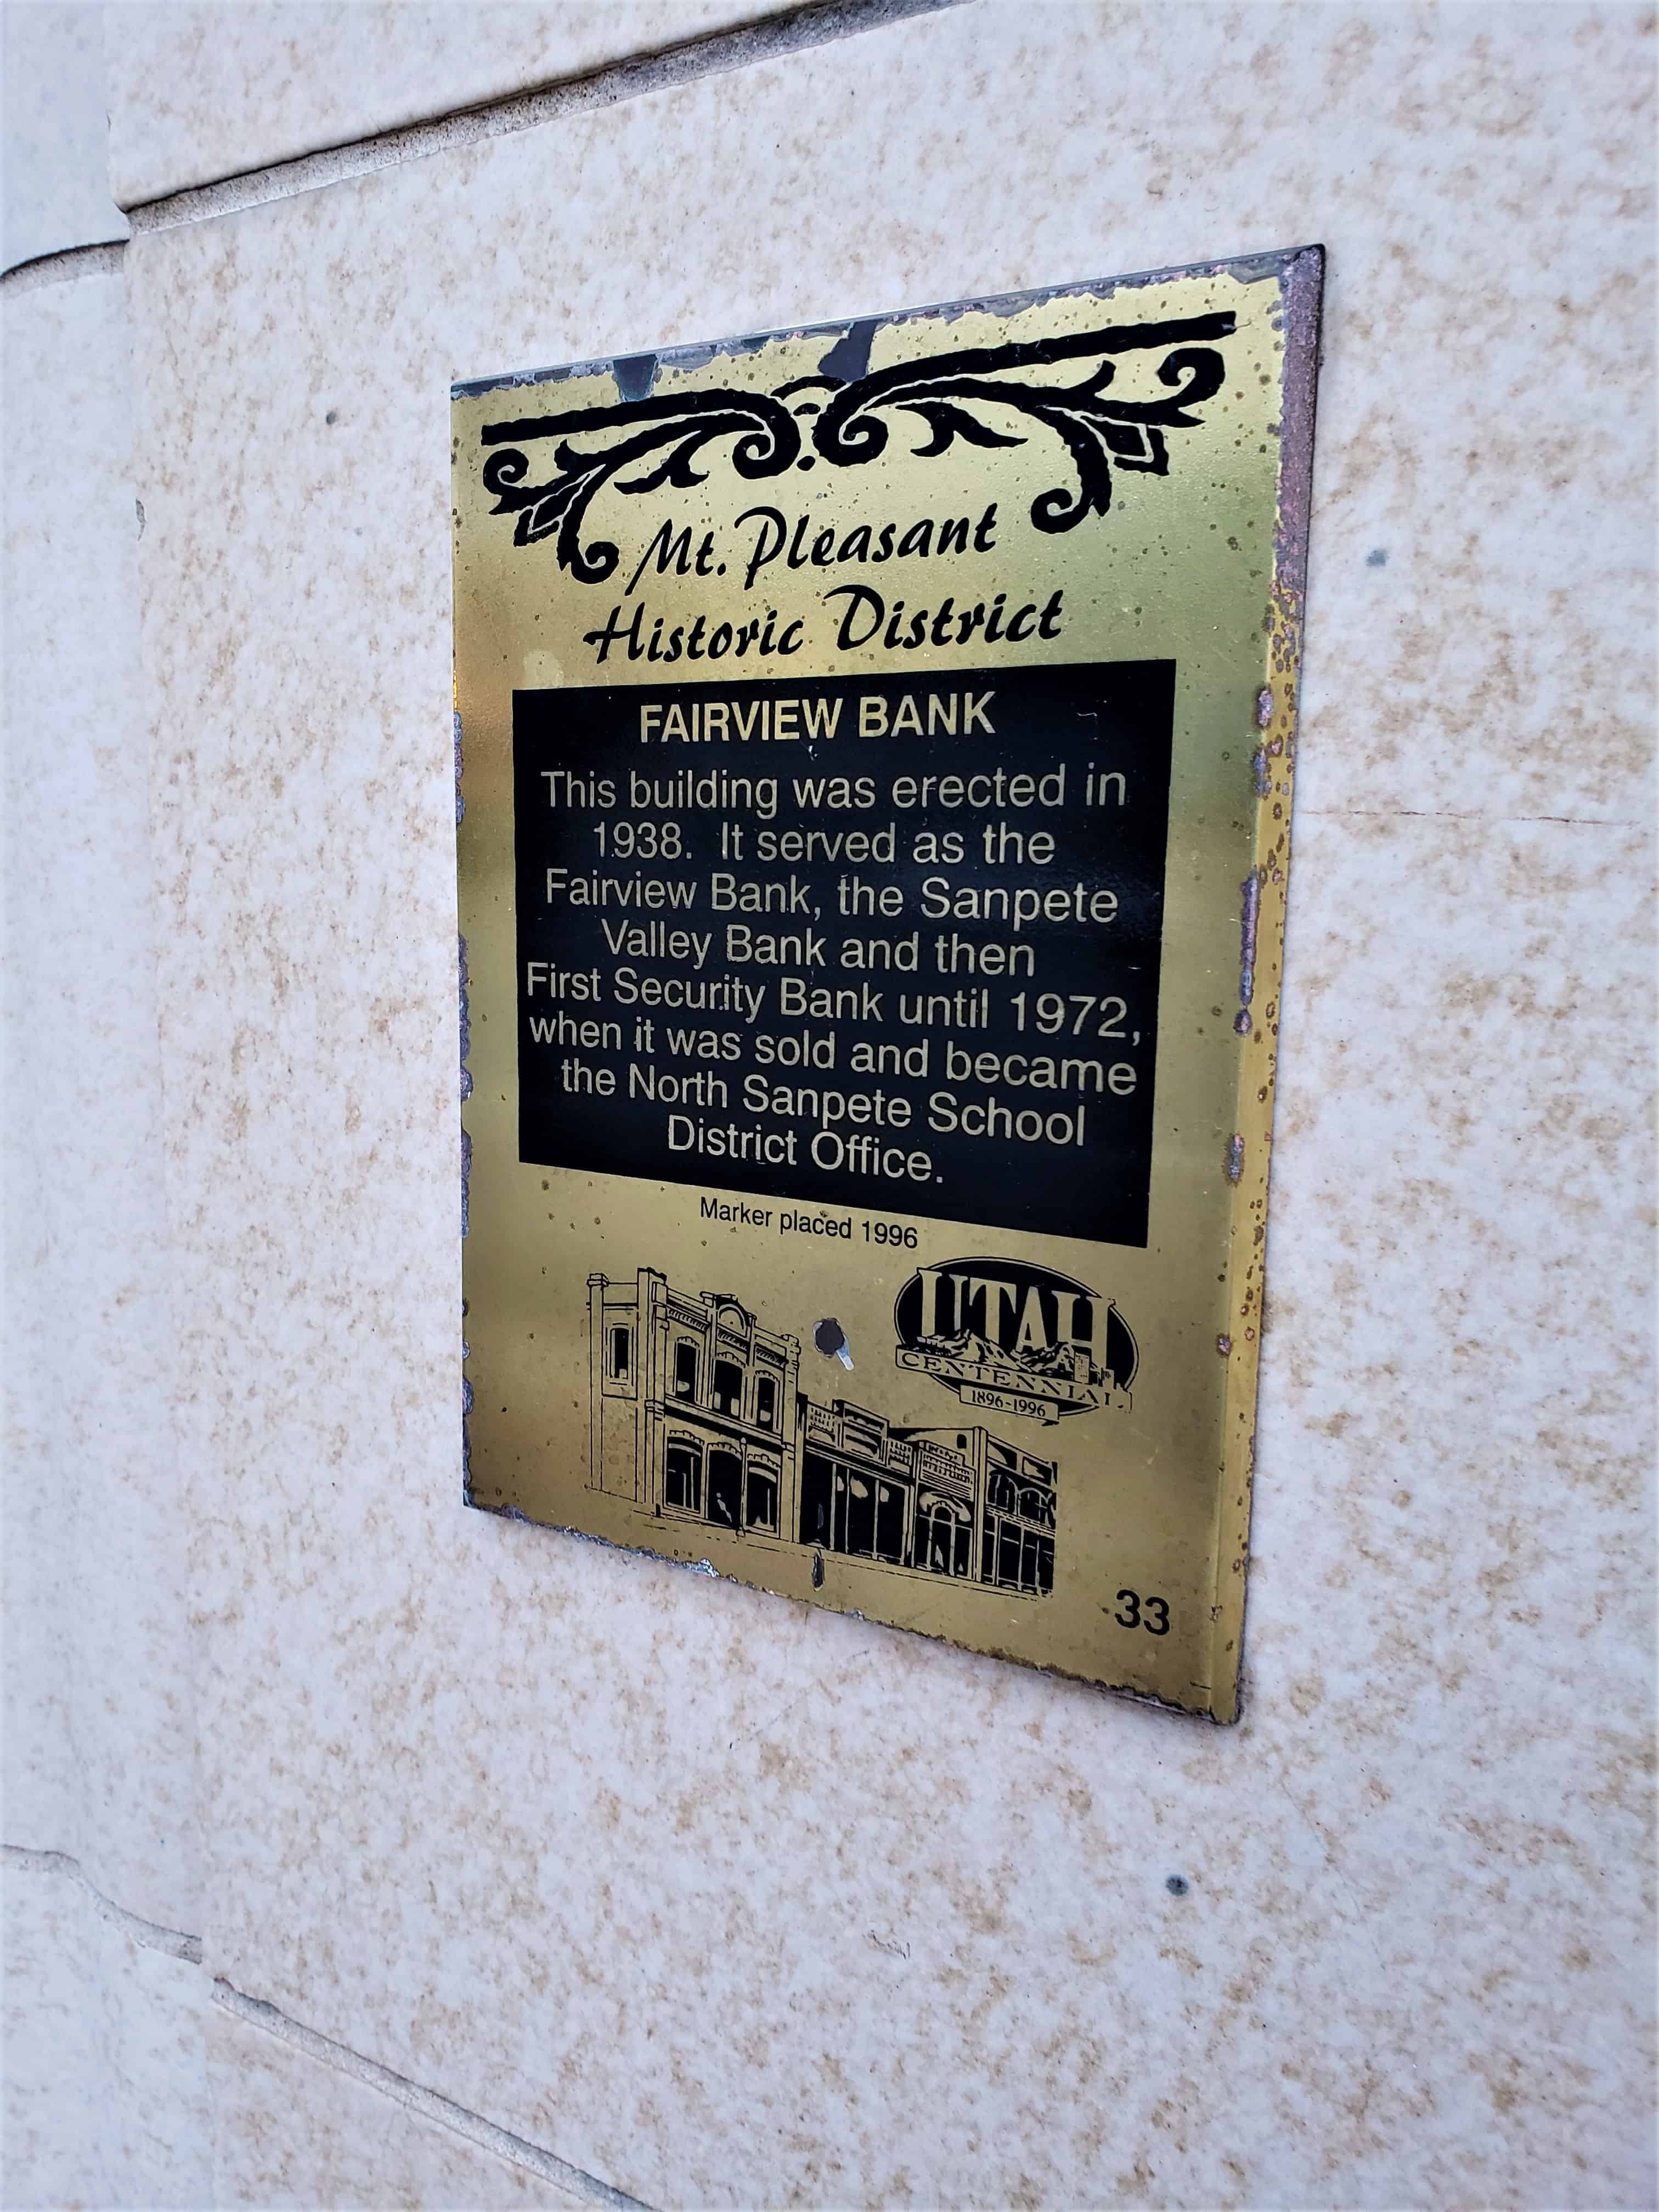 Mt. Pleasant
Historic District
FAIRVIEW BANK
This building was erected in
1938. It served as the
Fairview Bank, the Sanpete
Valley Bank and then
First Security Bank until 1972,
when it was sold and became
the North Sanpete School
District Office.
Marker placed 1996
UTAH
CENTENNIAL
1896-1996
33